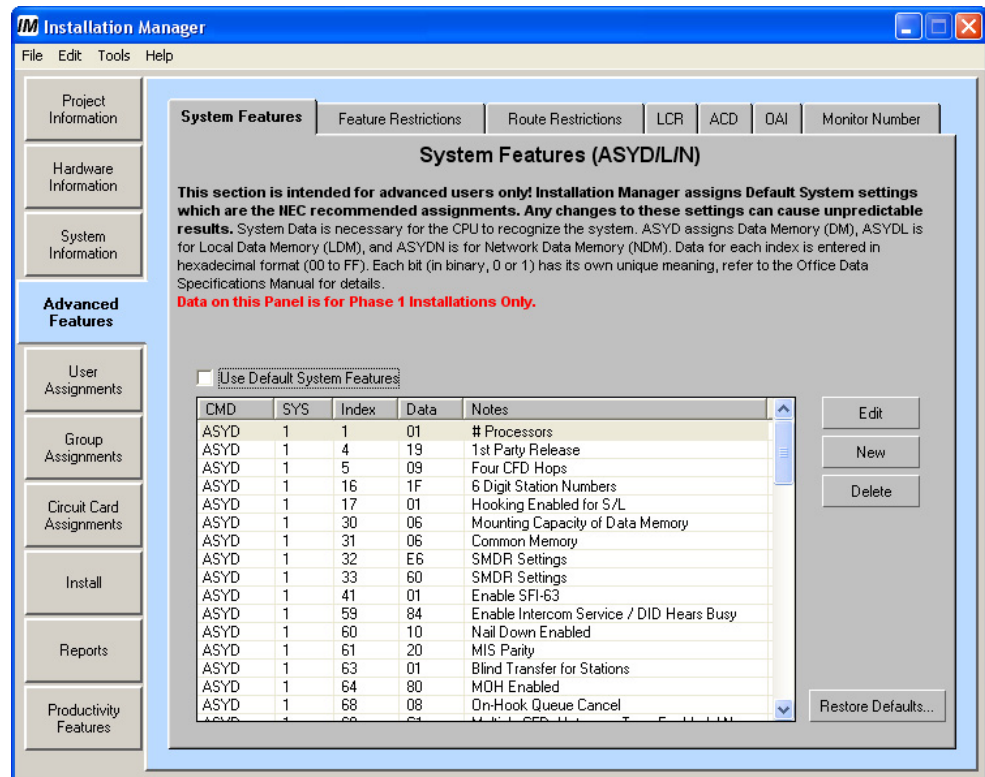 IM Installation Manager
File Edit Tools Help
Project
Information
Hardware
Information
System
Information
Advanced
Features
User
Assignments
Group
Assignments
Circuit Card
Assignments
Install
Reports
Productivity
Features
System Features Feature Restrictions Route Restrictions LCR ACD OAI Monitor Number
System Features (ASYD/L/N)
This section is intended for advanced users only! Installation Manager assigns Default System settings
which are the NEC recommended assignments. Any changes to these settings can cause unpredictable
results. System Data is necessary for the CPU to recognize the system. ASYD assigns Data Memory (DM), ASYDL is
for Local Data Memory (LDM), and ASYDN is for Network Data Memory (NDM). Data for each index is entered in
hexadecimal format (00 to FF). Each bit (in binary, 0 or 1) has its own unique meaning, refer to the Office Data
Specifications Manual for details.
Data on this Panel is for Phase 1 Installations Only.
Use Default System Features
CMD SYS Index Data Notes
ASYD 1 1 01 # Processors
ASYD 1 4 19 1st Party Release
ASYD 1 5 09 Four CFD Hops
ASYD 1 16 1F 6 Digit Station Numbers
ASYD 1 17 01 Hooking Enabled for S/L
ASYD 1 30 06 Mounting Capacity of Data Memory
ASYD 1 31 06 Common Memory
ASYD 1 32 E6 SMDR Settings
ASYD 1 33 60 SMDR Settings
ASYD 1 41 01 Enable SFI-63
ASYD 1 59 84 Enable Intercom Service / DID Hears Busy
ASYD 1 60 10 Nail Down Enabled
ASYD 1 61 20 MIS Parity
ASYD 1 63 01 Blind Transfer for Stations
ASYD 1 64 80 MOH Enabled
ASYD 1 68 08 On-Hook Queue Cancel
Edit
New
Delete
Restore Defaults...